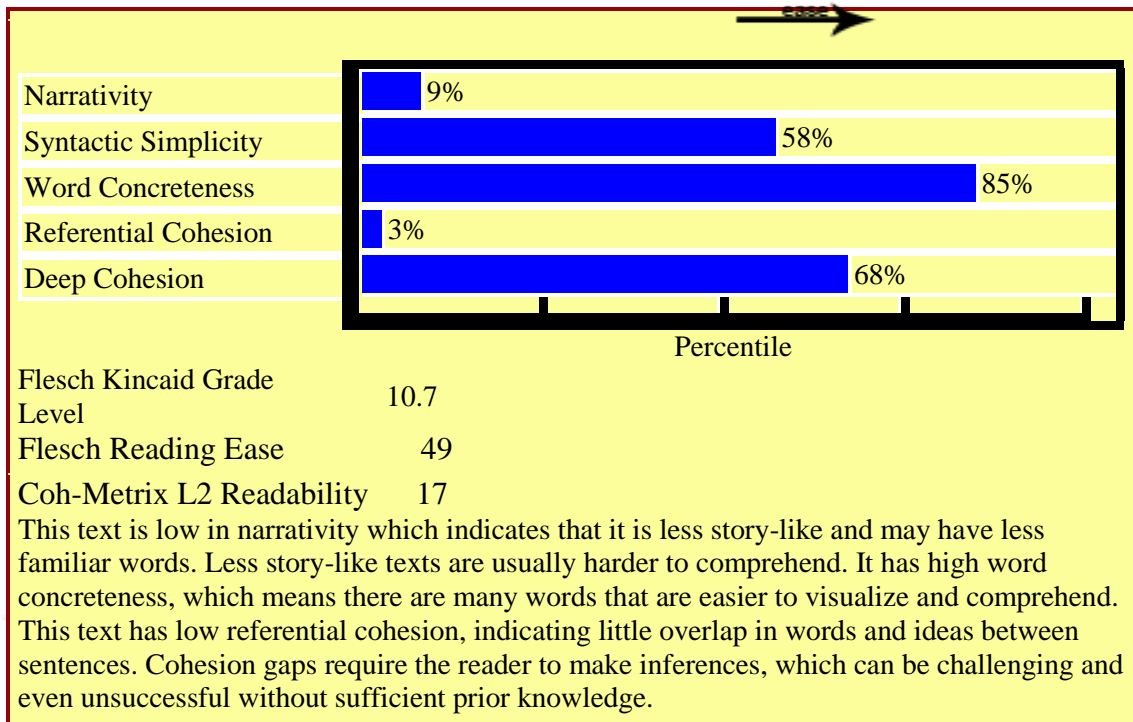 ease
Narrativity 9%
Syntactic Simplicity 58%
Word Concreteness 85%
Referential Cohesion 3%
Deep Cohesion 68%
Percentile
Flesch Kincaid Grade
Level 10.7
Flesch Reading Ease 49
Coh-Metrix L2 Readability 17
This text is low in narrativity which indicates that it is less story-like and may have less
familiar words. Less story-like texts are usually harder to comprehend. It has high word
concreteness, which means there are many words that are easier to visualize and comprehend.
This text has low referential cohesion, indicating little overlap in words and ideas between
sentences. Cohesion gaps require the reader to make inferences, which can be challenging and
even unsuccessful without sufficient prior knowledge.